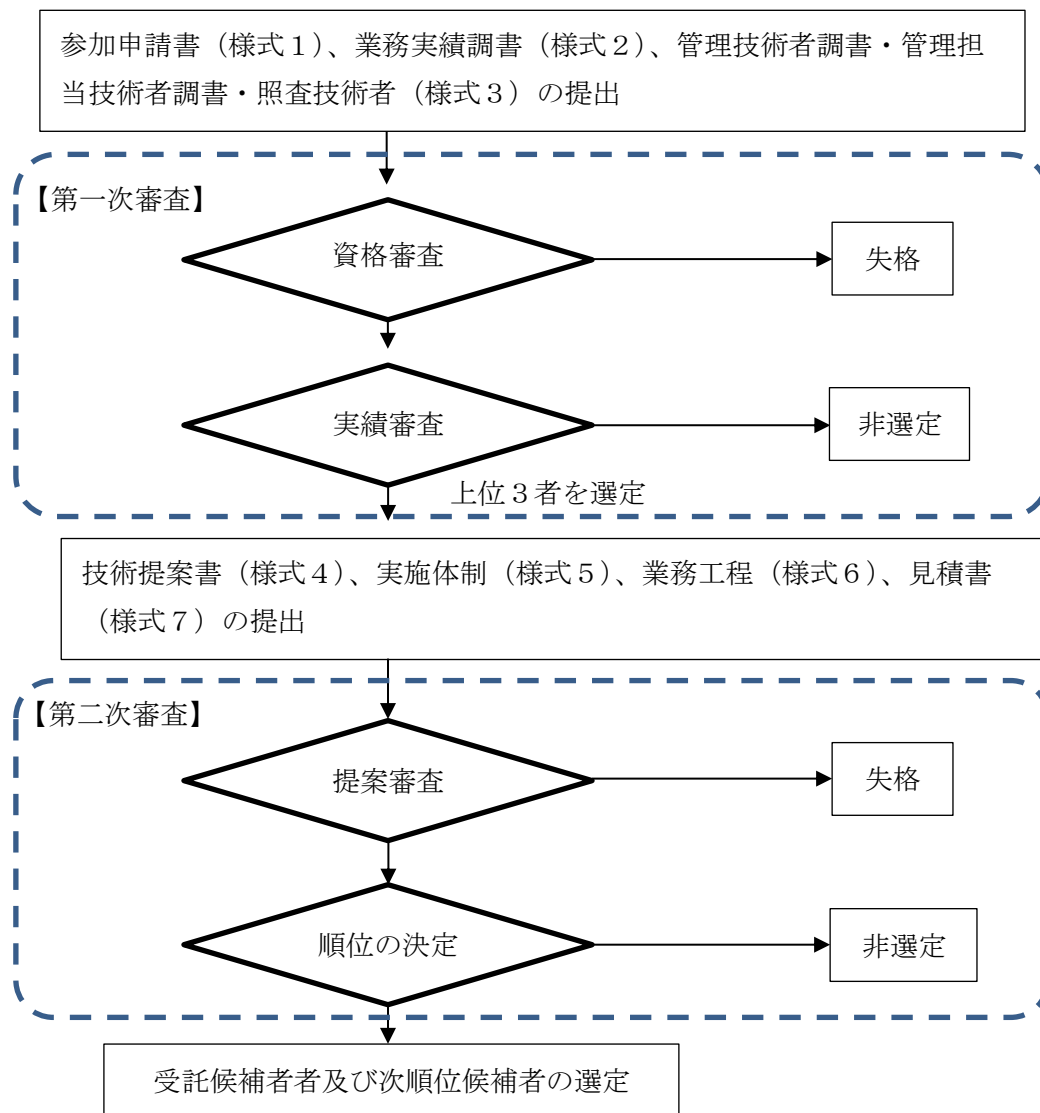 参加申請書（様式１）、業務実績調書（様式２）、管理技術者調書・管理担
当技術者調書・照査技術者（様式３）の提出
【第一次審査】
資格審査
失格
実績審査
非選定
上位３者を選定
技術提案書（様式４）、実施体制（様式５）、業務工程（様式６）、見積書
（様式７）の提出
【第二次審査】
提案審査
失格
順位の決定
非選定
受託候補者者及び次順位候補者の選定